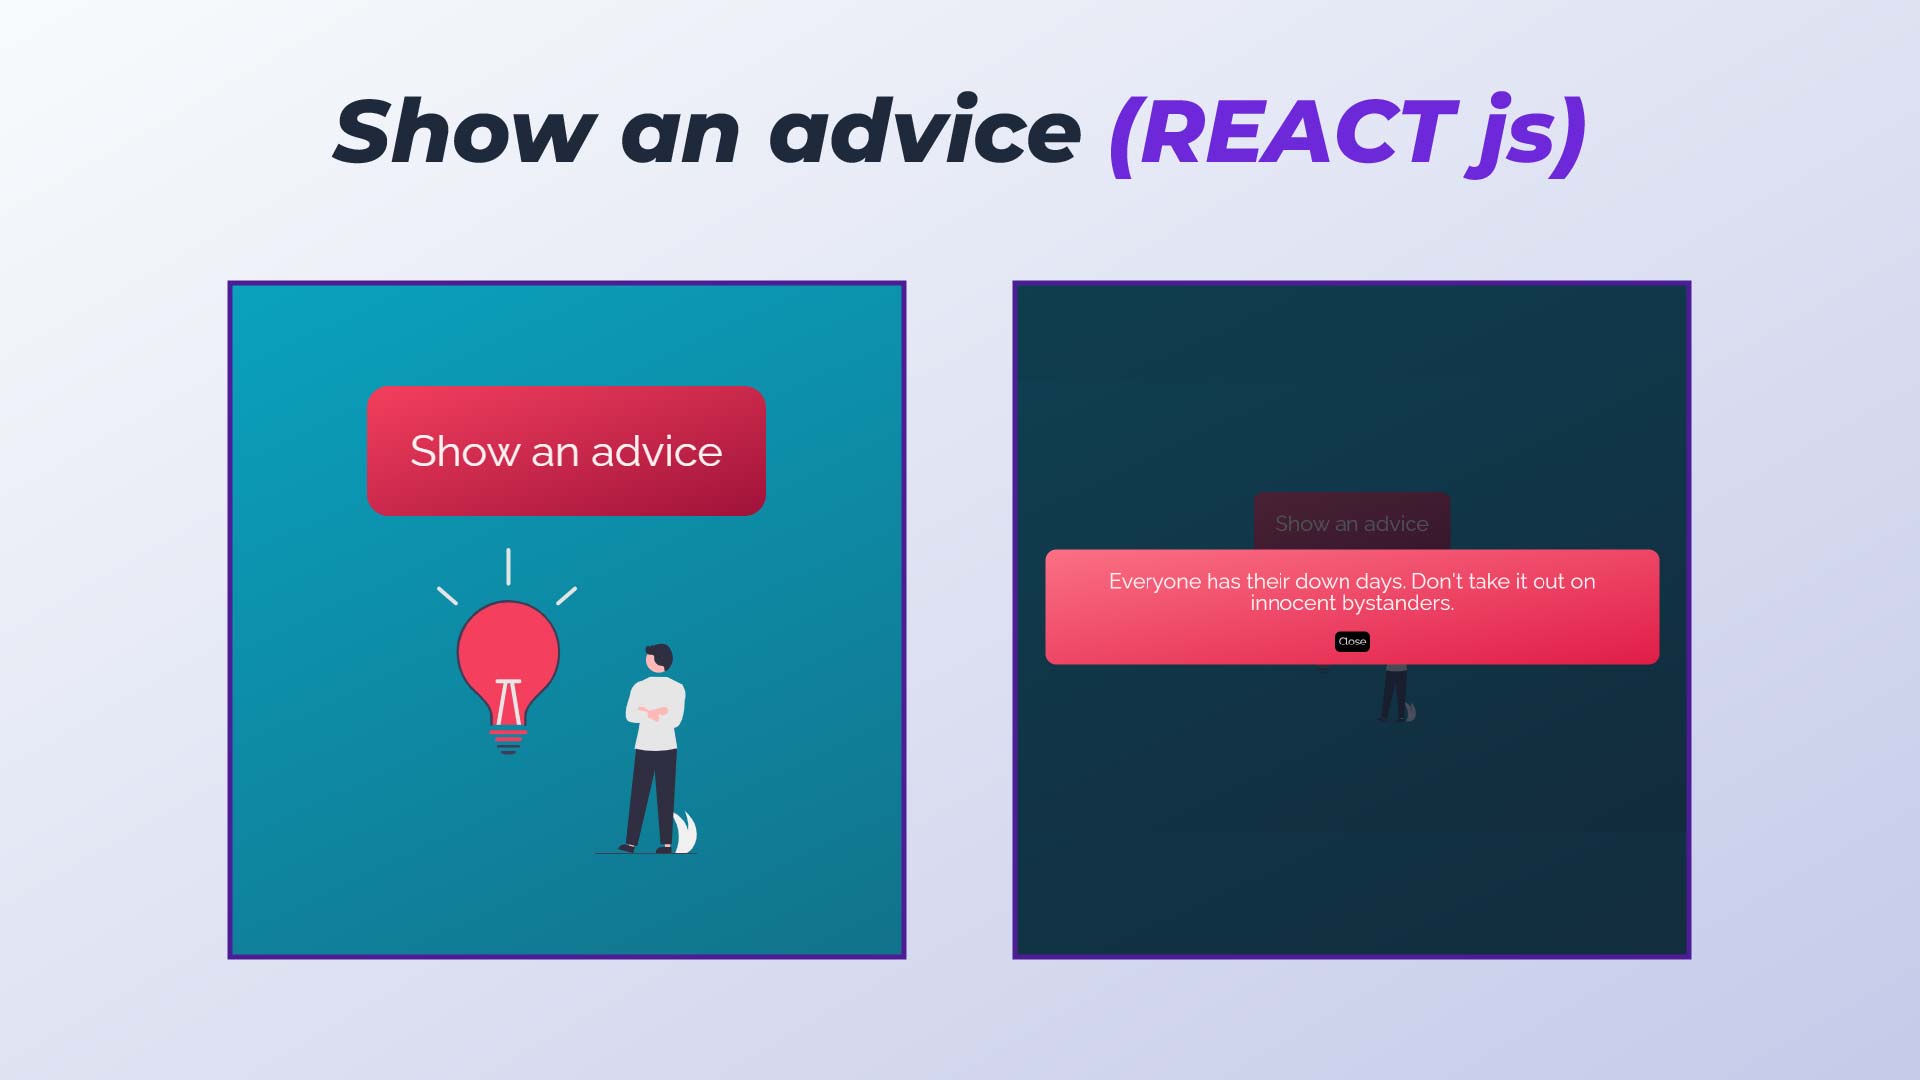 Show an advice (REACT js)
Show an advice
Show an advice
Everyone has their down days. Don't take it out on
innocent bystanders.
Close